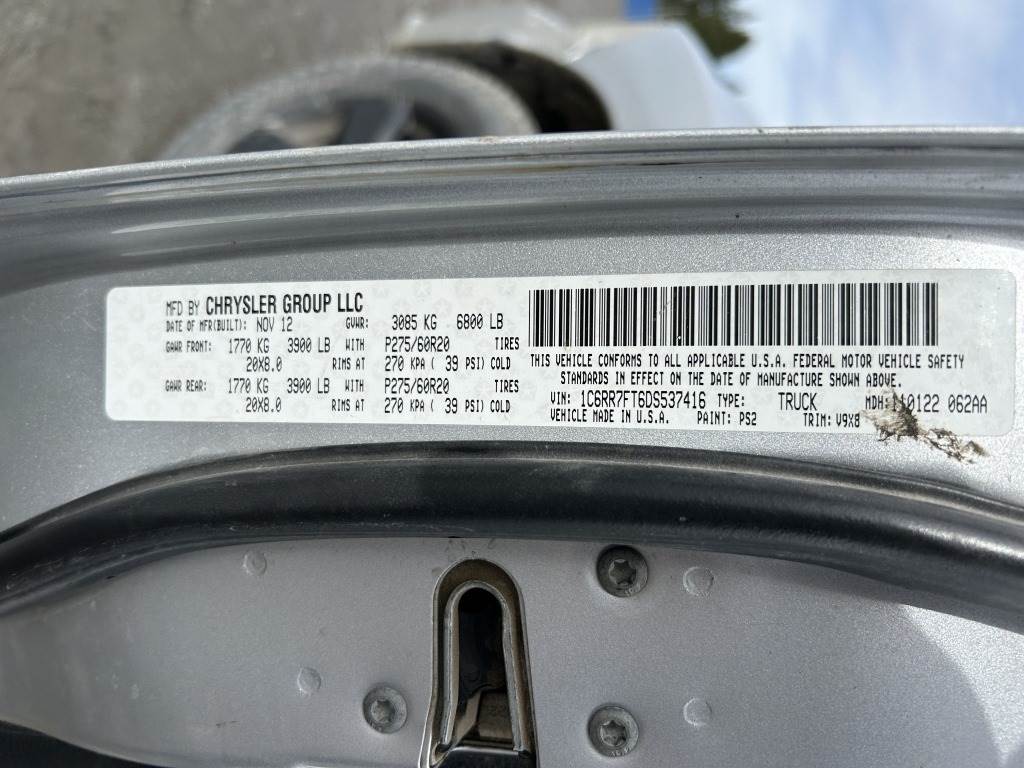 MFD BY CHRYSLER GROUP LLC
DATE OF MFR(BUILT): NOV 12 GVWR: 3085 KG 6800 LB
GAWR FRONT: 1770 KG 3900 LB WITH P275/60R20 TIRES
20X8.0 RIMS AT 270 KPA ( 39 PSI) COLD
GAWR REAR: 1770 KG 3900 LB WITH P275/60R20 TIRES
20X8.0 RIMS AT 270 KPA ( 39 PSI) COLD
THIS VEHICLE CONFORMS TO ALL APPLICABLE U.S.A. FEDERAL MOTOR VEHICLE SAFETY
STANDARDS IN EFFECT ON THE DATE OF MANUFACTURE SHOWN ABOVE.
VIN: 1C6RR7FT6DS537416 TYPE: TRUCK MDH: 110122 062AA
VEHICLE MADE IN U.S.A. PAINT: PS2 TRIM: V9X8